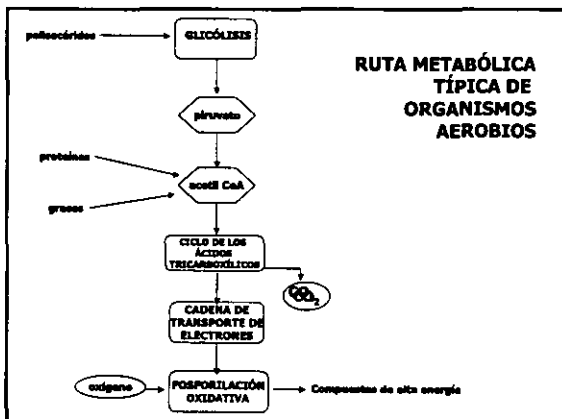 polisacáridos
GLICÓLISIS
RUTA METABÓLICA
TÍPICA DE
ORGANISMOS
AEROBIOS
piruvato
proteínas
acetil CoA
grasas
CICLO DE LOS
ÁCIDOS
TRICARBOXÍLICOS
CO2
CADENA DE
TRANSPORTE DE
ELECTRONES
oxígeno
FOSFORILACIÓN
OXIDATIVA
Compuestos de alta energía